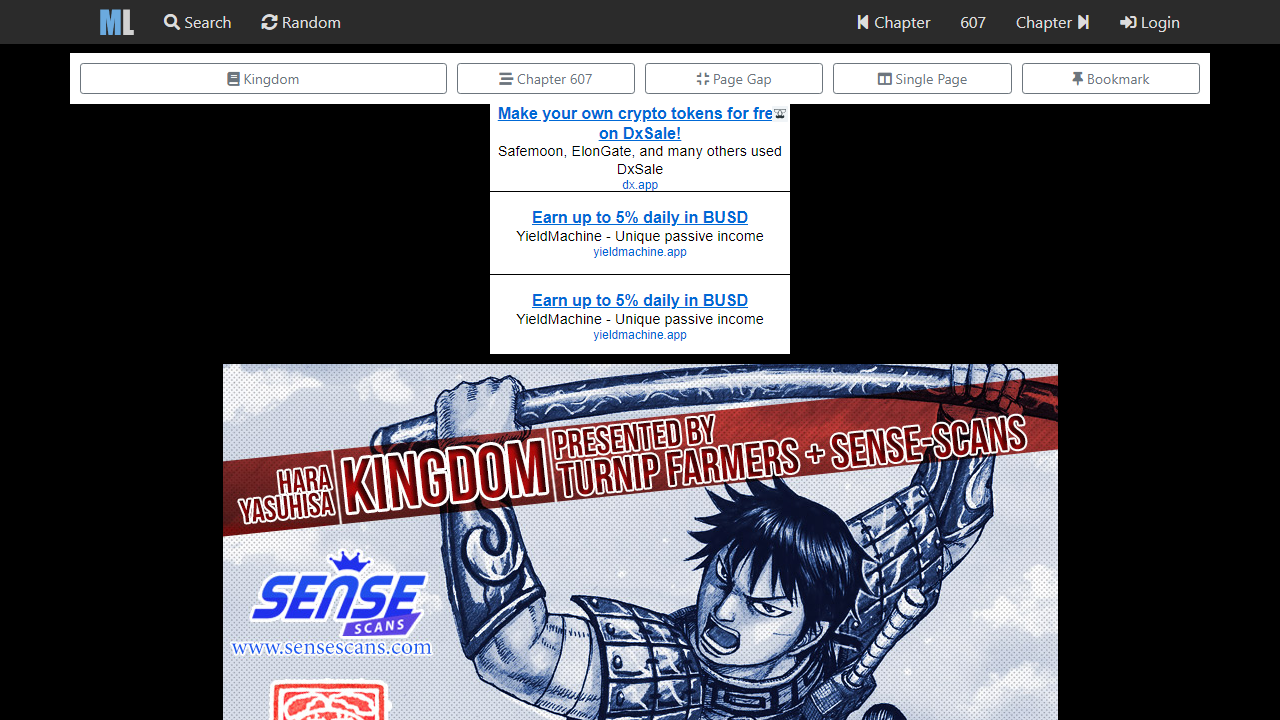 ML Search Random Chapter 607 Chapter Login
Kingdom Chapter 607 Page Gap Single Page Bookmark
Make your own crypto tokens for fre
on DxSale!
Safemoon, ElonGate, and many others used
DxSale
dx.app
Earn up to 5% daily in BUSD
YieldMachine - Unique passive income
yieldmachine.app
Earn up to 5% daily in BUSD
YieldMachine - Unique passive income
yieldmachine.app
HARA
YASUHISA
KINGDOM
PRESENTED BY
TURNIP FARMERS + SENSE-SCANS
SENSE
SCANS
www.sensescans.com